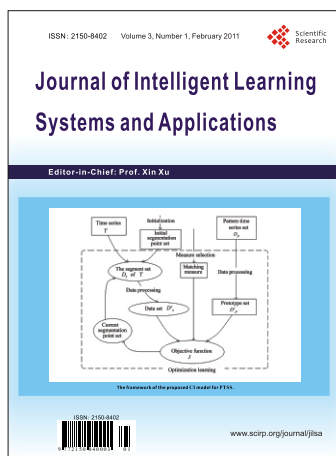 ISSN: 2150-8402 Volume 3, Number 1, February 2011
Scientific
Research
Journal of Intelligent Learning
Systems and Applications
Editor-in-Chief: Prof. Xin Xu
Time series
T
Initialization
Initial
segmentation
point set
Pattern time
series set
Measure selection
The segment set
of T
Matching
measure
Data processing
Data processing
Data set
Prototype set
Current
segmentation
point set
Objective function
J
Optimization learning
The framework of the proposed CI model for PTSS.
ISSN: 2150-8402
www.scirp.org/journal/jilsa
9 772150 840003 01